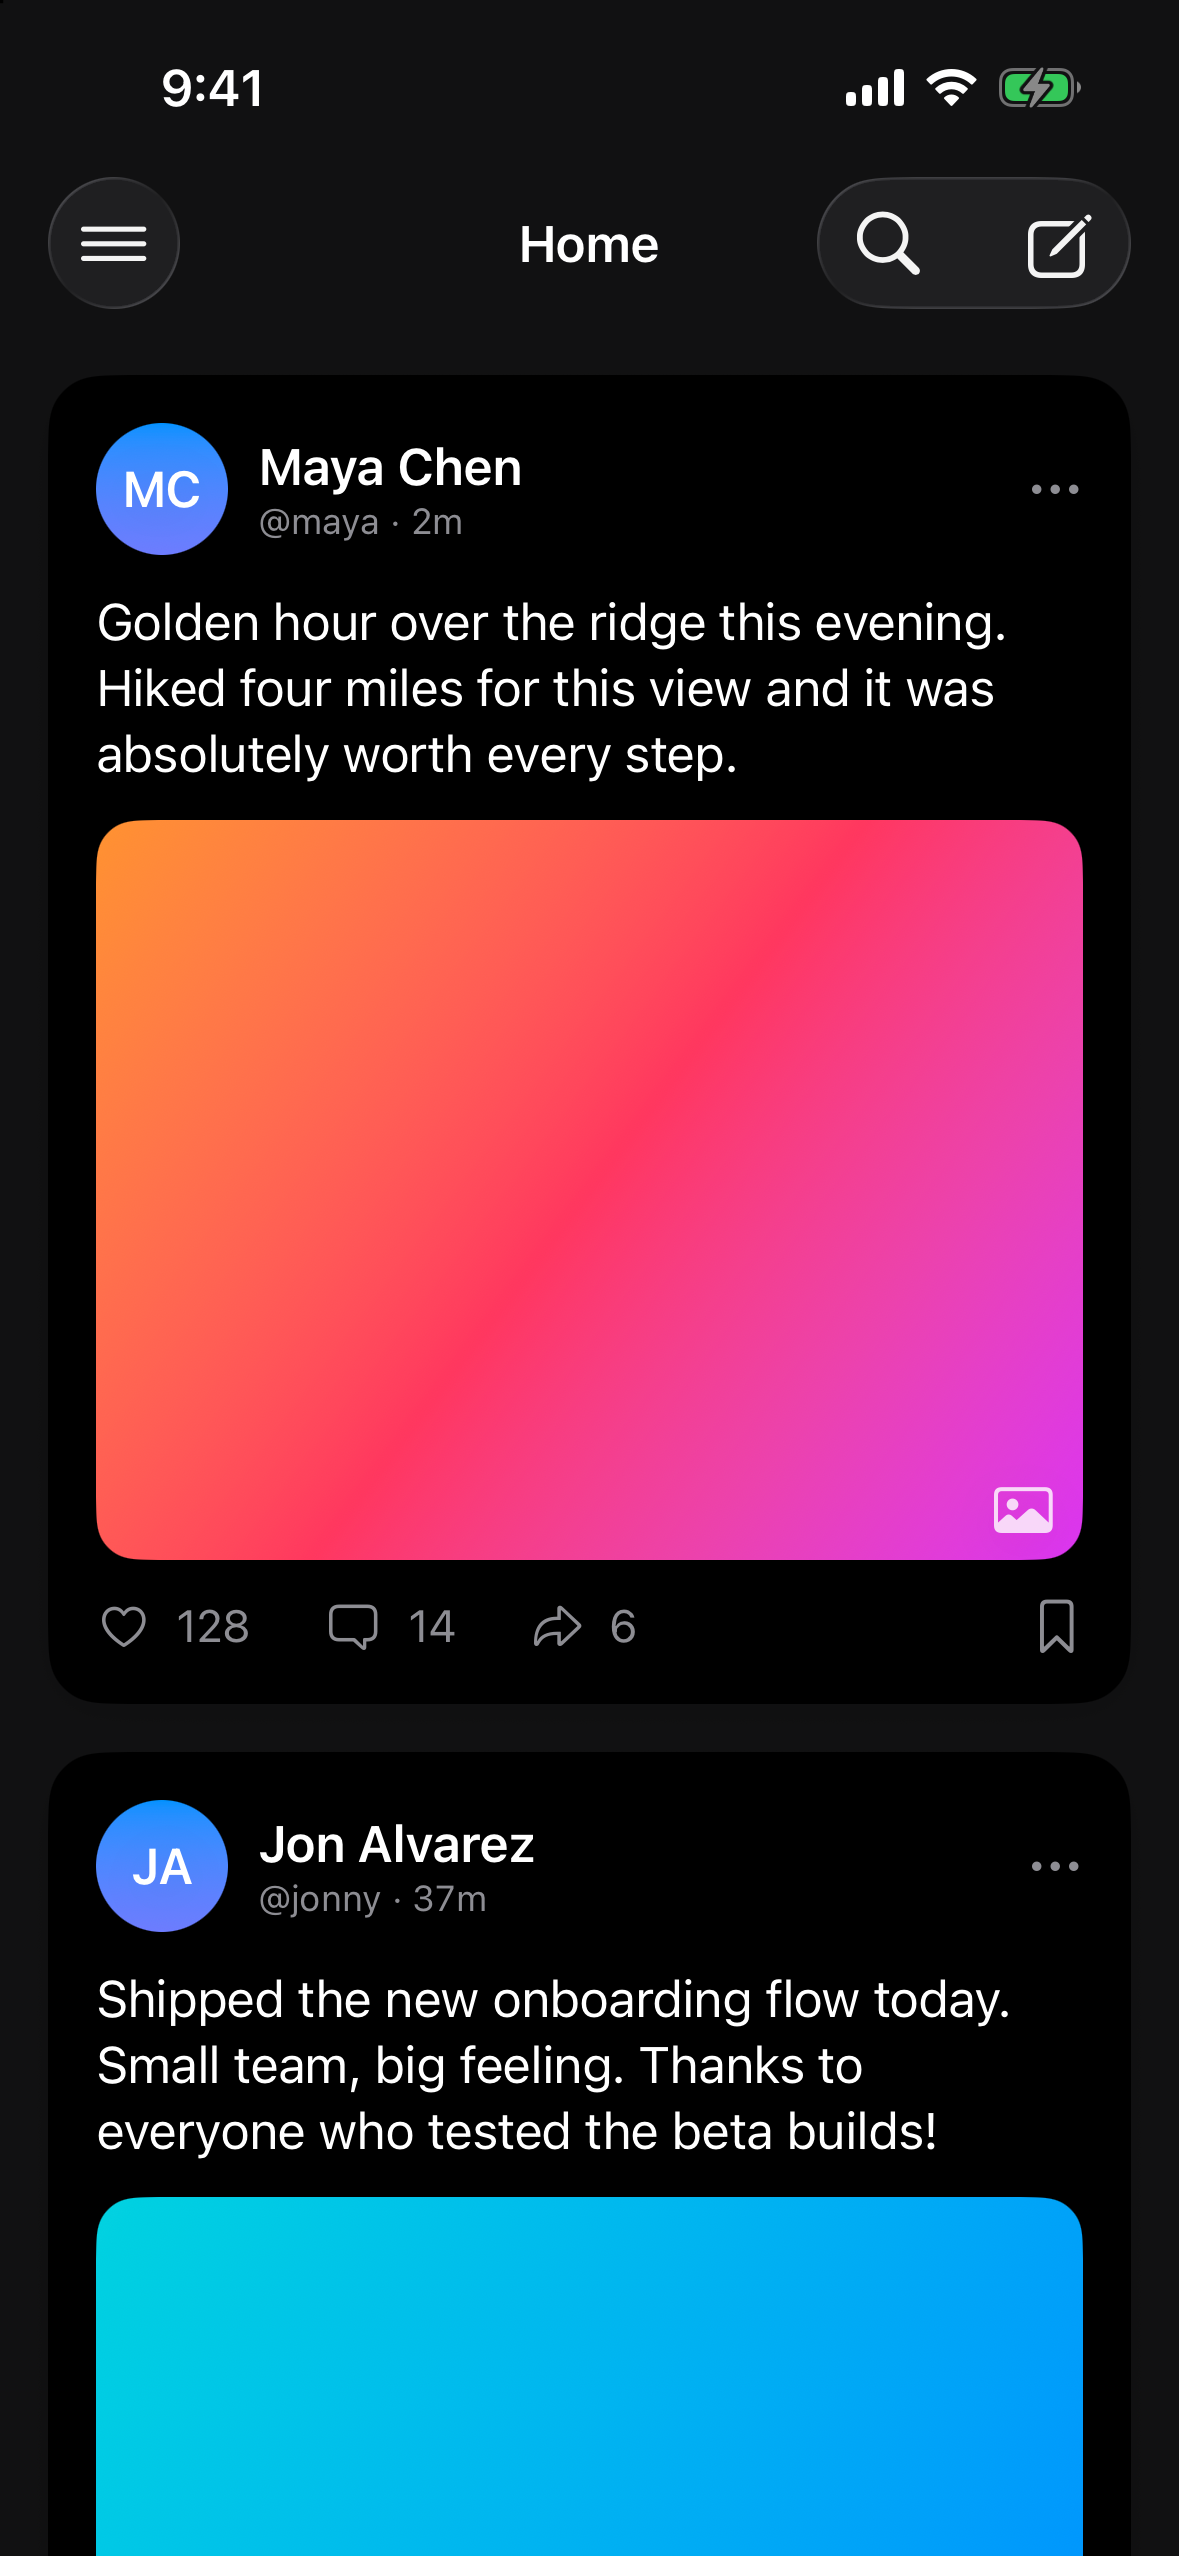 9:41
Home
MC
Maya Chen
@maya · 2m
Golden hour over the ridge this evening.
Hiked four miles for this view and it was
absolutely worth every step.
128
14
6
JA
Jon Alvarez
@jonny · 37m
Shipped the new onboarding flow today.
Small team, big feeling. Thanks to
everyone who tested the beta builds!